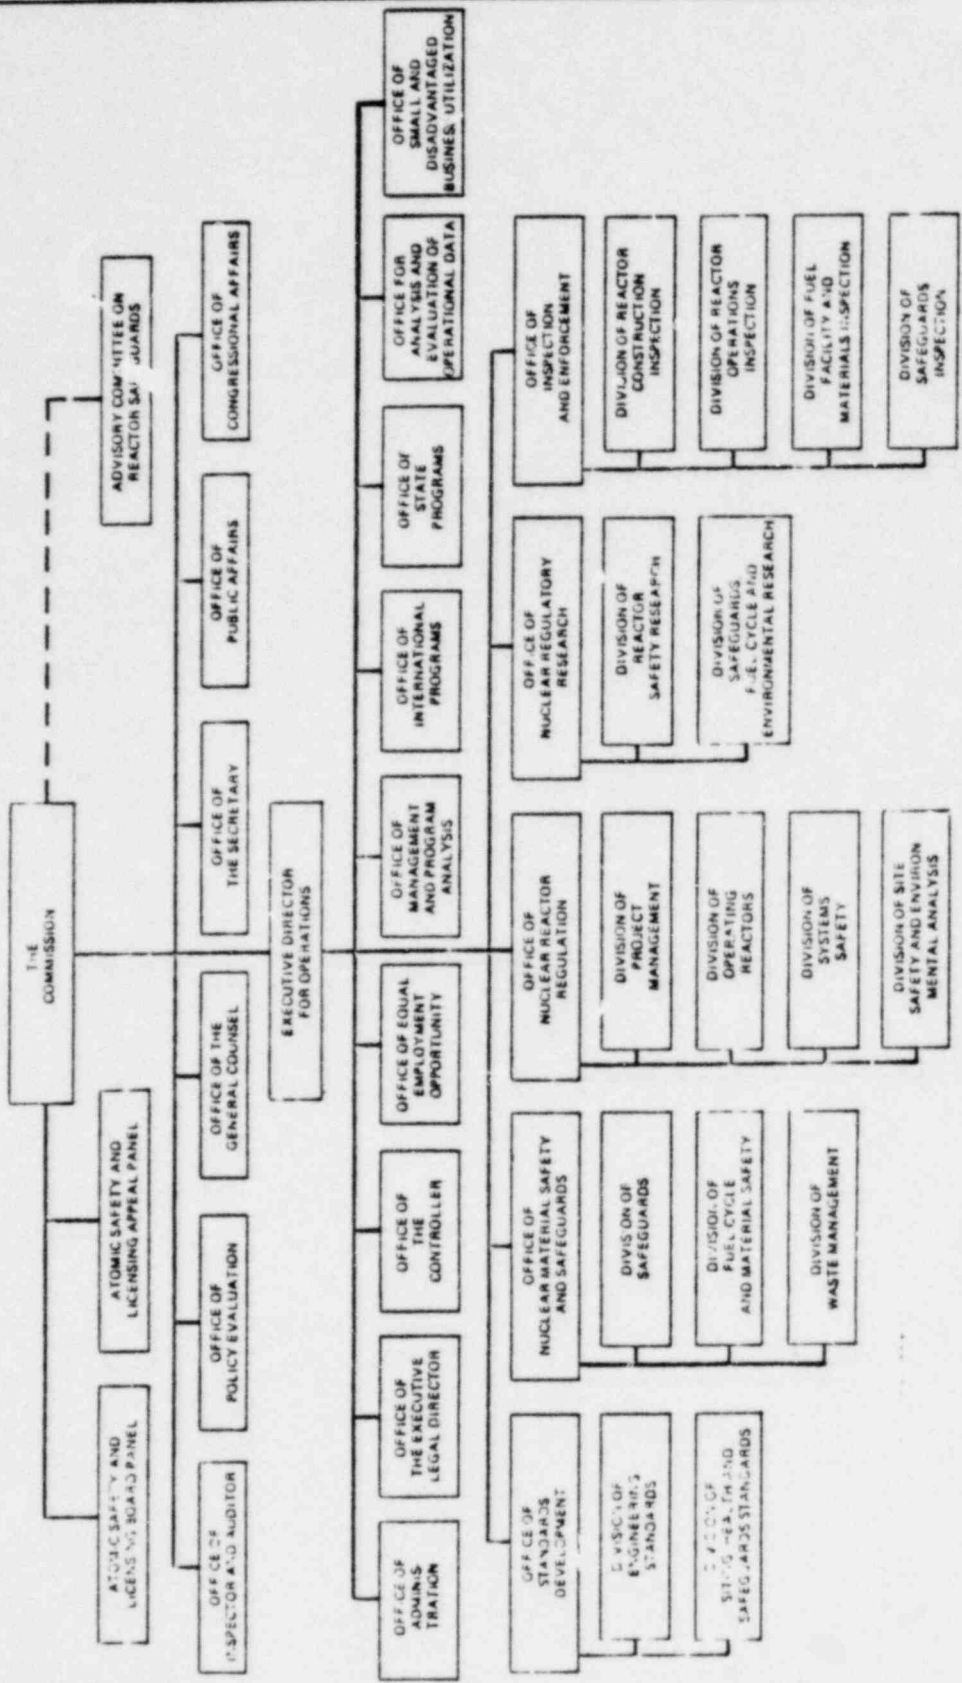 THE
COMMISSION
ATOMIC SAFETY AND
LICENSING BOARD PANEL
ATOMIC SAFETY AND
LICENSING APPEAL PANEL
ADVISORY COMMITTEE ON
REACTOR SAFEGUARDS
OFFICE OF
INSPECTOR AND AUDITOR
OFFICE OF
POLICY EVALUATION
OFFICE OF THE
GENERAL COUNSEL
OFFICE OF
THE SECRETARY
OFFICE OF
PUBLIC AFFAIRS
OFFICE OF
CONGRESSIONAL AFFAIRS
EXECUTIVE DIRECTOR
FOR OPERATIONS
OFFICE OF
ADMINIS
TRATION
OFFICE OF
THE EXECUTIVE
LEGAL DIRECTOR
OFFICE OF
THE
CONTROLLER
OFFICE OF EQUAL
EMPLOYMENT
OPPORTUNITY
OFFICE OF
MANAGEMENT
AND PROGRAM
ANALYSIS
OFFICE OF
INTERNATIONAL
PROGRAMS
OFFICE OF
STATE
PROGRAMS
OFFICE FOR
ANALYSIS AND
EVALUATION OF
OPERATIONAL DATA
OFFICE OF
SMALL AND
DISADVANTAGED
BUSINESS UTILIZATION
OFFICE OF
STANDARDS
DEVELOPMENT
DIVISION OF
ENGINEERING
STANDARDS
DIVISION OF
SITING HEALTH AND
SAFEGUARDS STANDARDS
OFFICE OF
NUCLEAR MATERIAL SAFETY
AND SAFEGUARDS
DIVISION OF
SAFEGUARDS
DIVISION OF
FUEL CYCLE
AND MATERIAL SAFETY
DIVISION OF
WASTE MANAGEMENT
OFFICE OF
NUCLEAR REACTOR
REGULATION
DIVISION OF
PROJECT
MANAGEMENT
DIVISION OF
OPERATING
REACTORS
DIVISION OF
SYSTEMS
SAFETY
DIVISION OF SITE
SAFETY AND ENVIRON
MENTAL ANALYSIS
OFFICE OF
NUCLEAR REGULATORY
RESEARCH
DIVISION OF
REACTOR
SAFETY RESEARCH
DIVISION OF
SAFEGUARDS
FUEL CYCLE AND
ENVIRONMENTAL RESEARCH
OFFICE OF
INSPECTION
AND ENFORCEMENT
DIVISION OF REACTOR
CONSTRUCTION
INSPECTION
DIVISION OF REACTOR
OPERATIONS
INSPECTION
DIVISION OF FUEL
FACILITY AND
MATERIALS INSPECTION
DIVISION OF
SAFEGUARDS
INSPECTION